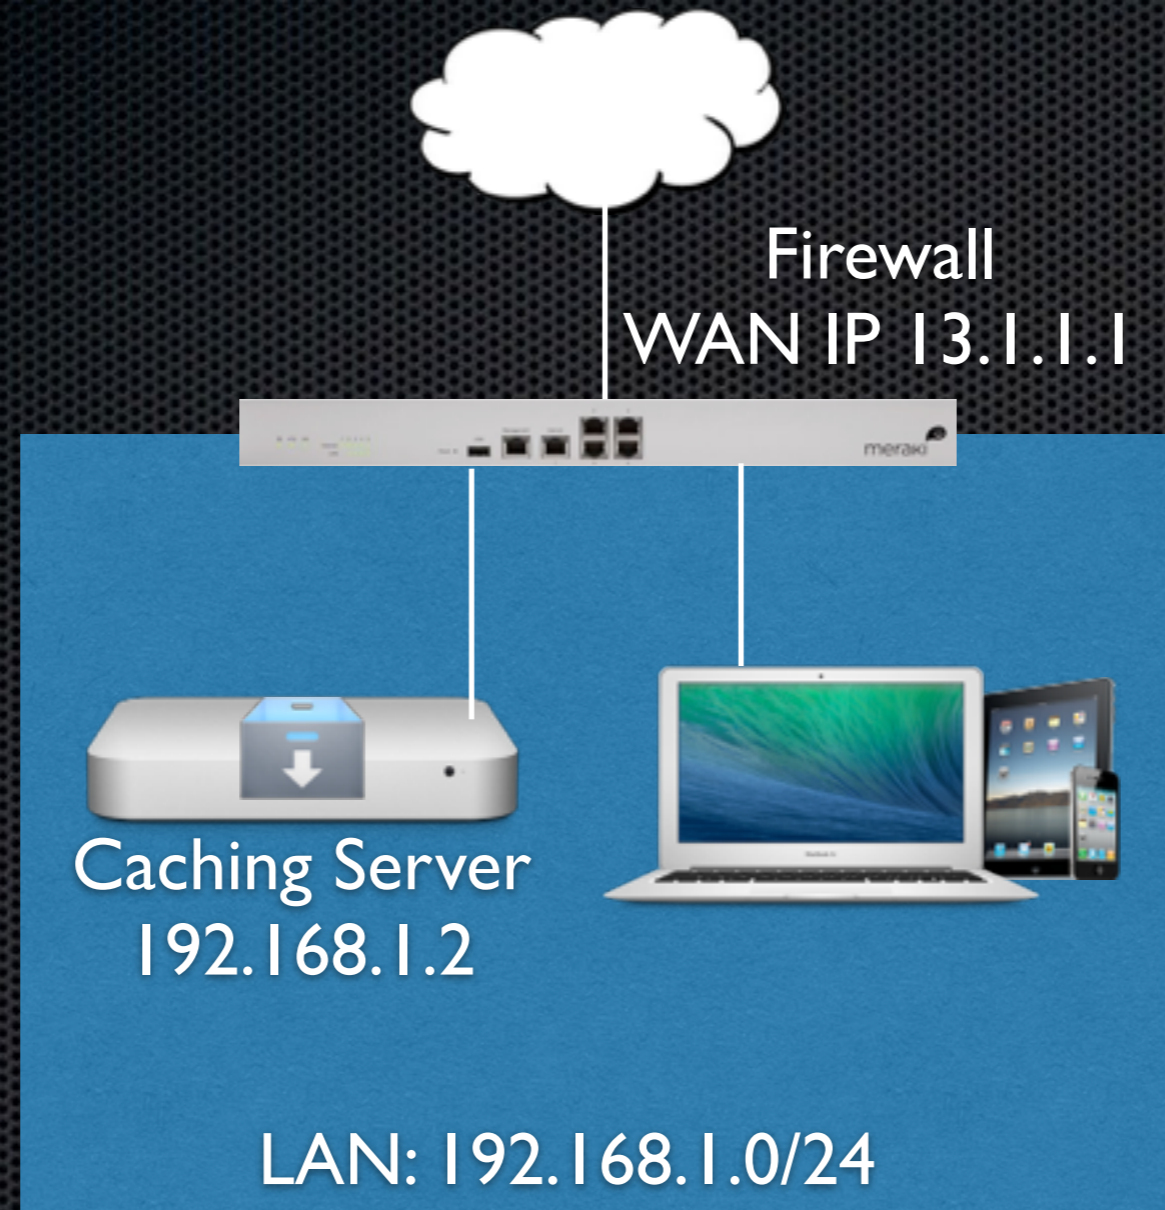 Firewall
WAN IP 13.1.1.1
meraki
Caching Server
192.168.1.2
LAN: 192.168.1.0/24